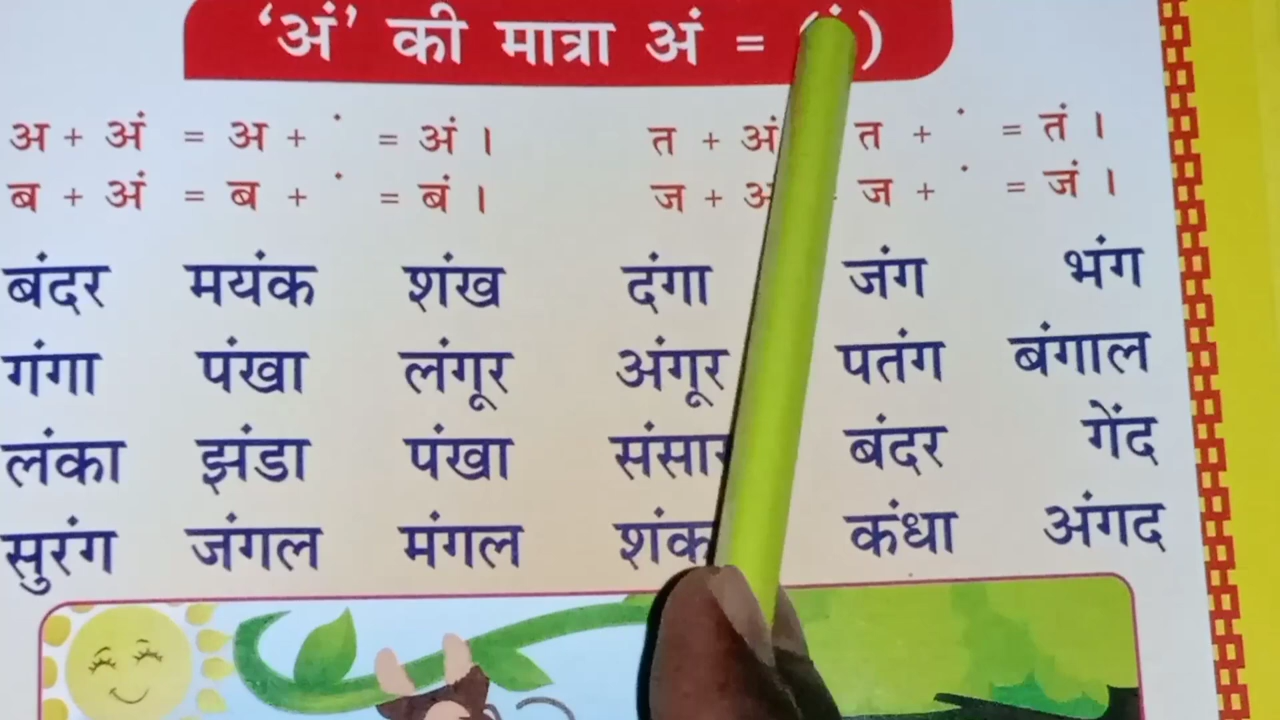 ‘अं’ की मात्रा अं = (ं)
अ + अं = अ + ं = अं । त + अं त + ं = तं ।
ब + अं = ब + ं = बं । ज + ज + ं = जं ।
बंदर मयंक शंख दंगा जंग भंग
गंगा पंखा लंगूर अंगूर पतंग बंगाल
लंका झंडा पंखा संसार बंदर गेंद
सुरंग जंगल मंगल कंधा अंगद